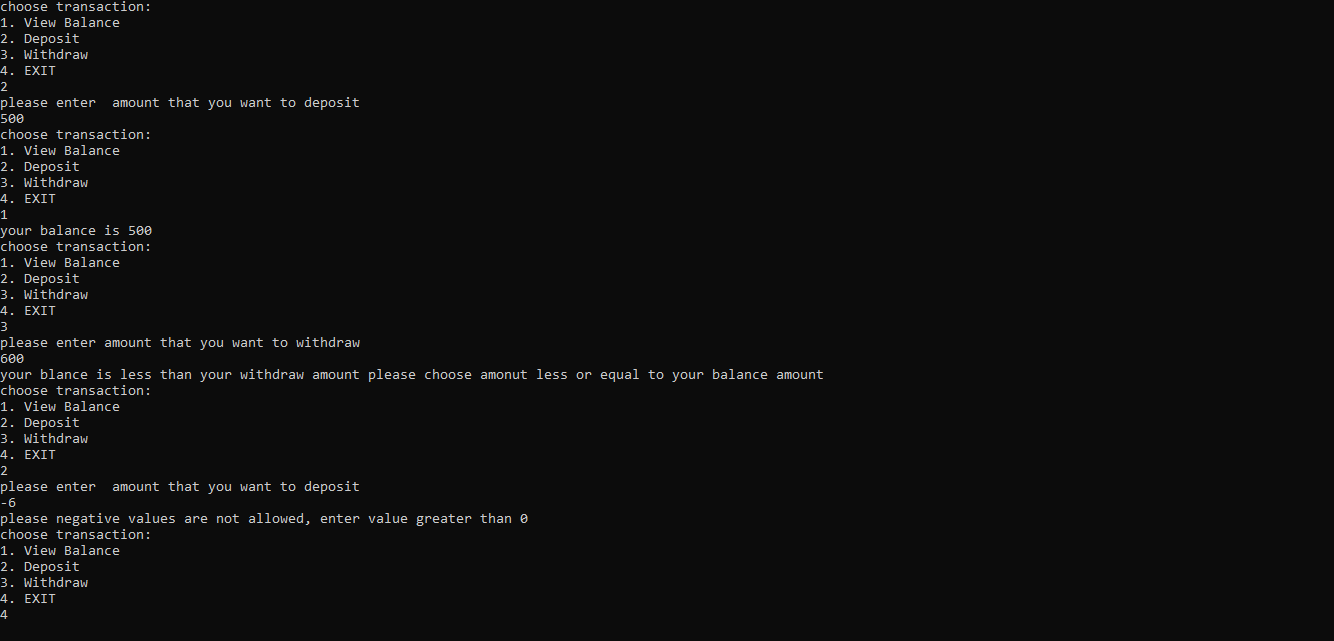 choose transaction:
1. View Balance
2. Deposit
3. Withdraw
4. EXIT
2
please enter  amount that you want to deposit
500
choose transaction:
1. View Balance
2. Deposit
3. Withdraw
4. EXIT
1
your balance is 500
choose transaction:
1. View Balance
2. Deposit
3. Withdraw
4. EXIT
3
please enter amount that you want to withdraw
600
your blance is less than your withdraw amount please choose amonut less or equal to your balance amount
choose transaction:
1. View Balance
2. Deposit
3. Withdraw
4. EXIT
2
please enter  amount that you want to deposit
-6
please negative values are not allowed, enter value greater than 0
choose transaction:
1. View Balance
2. Deposit
3. Withdraw
4. EXIT
4